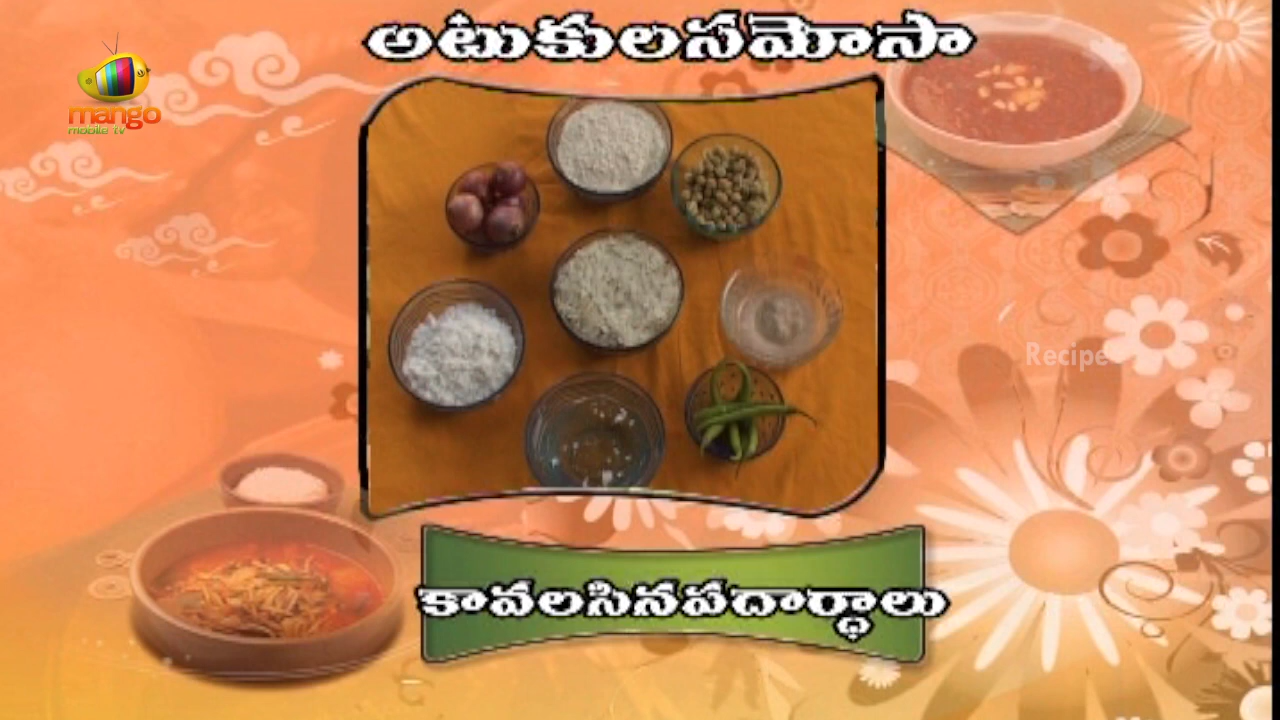 అటుకులసమోసా
mango
mobile tv
Recipe
కావలసినపదార్ధాలు